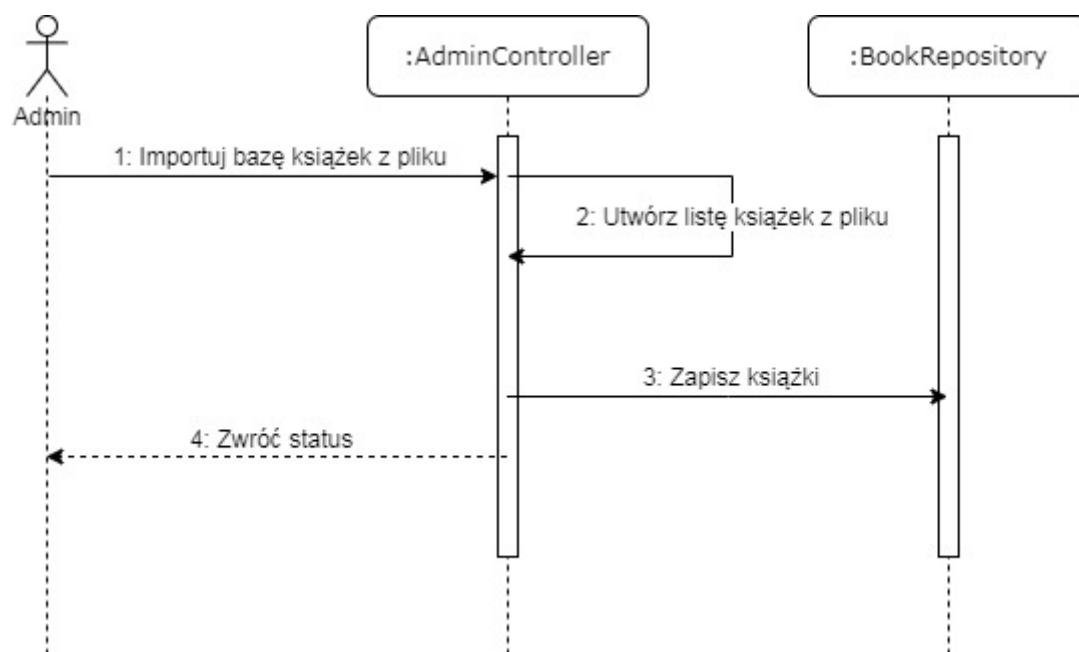 :AdminController
:BookRepository
Admin
1: Importuj bazę książek z pliku
2: Utwórz listę książek z pliku
3: Zapisz książki
4: Zwróć status